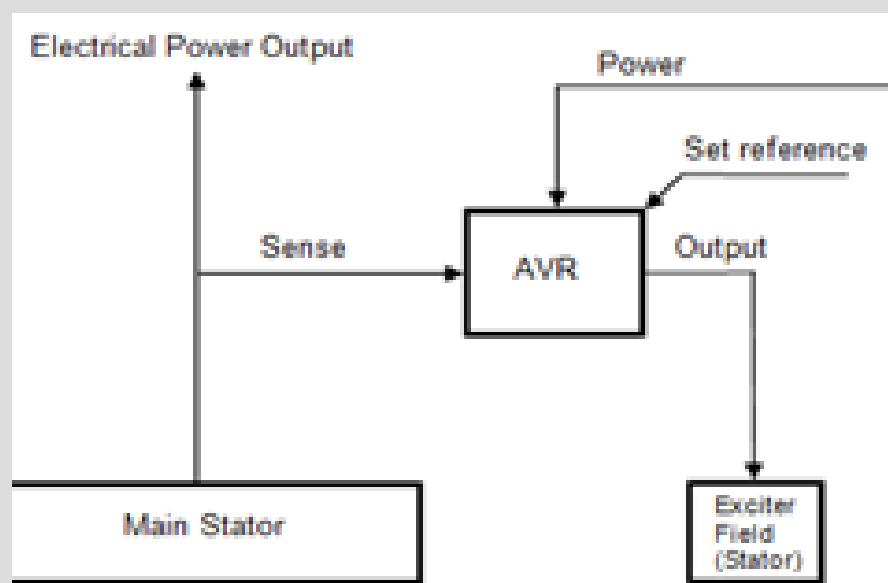 Electrical Power Output
Power
Set reference
Sense
AVR
Output
Main Stator
Exciter
Field
(Stator)